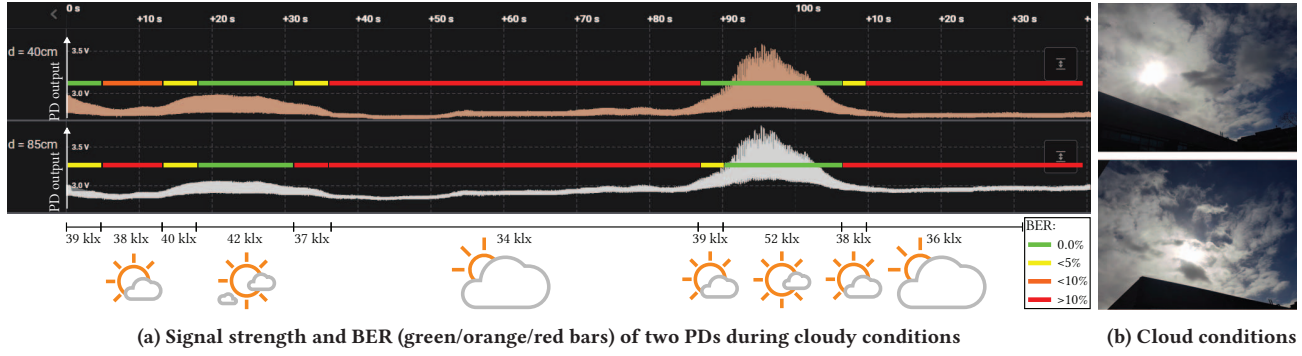 0 s
100 s
+10 s +20 s +30 s +40 s +50 s +60 s +70 s +80 s +90 s +10 s +20 s +30 s
d = 40cm
3.5 V
3.0 V
PD output
d = 85cm
3.5 V
3.0 V
PD output
39 klx 38 klx 40 klx 42 klx 37 klx 34 klx 39 klx 52 klx 38 klx 36 klx
BER:
0.0%
<5%
<10%
>10%
(a) Signal strength and BER (green/orange/red bars) of two PDs during cloudy conditions
(b) Cloud conditions